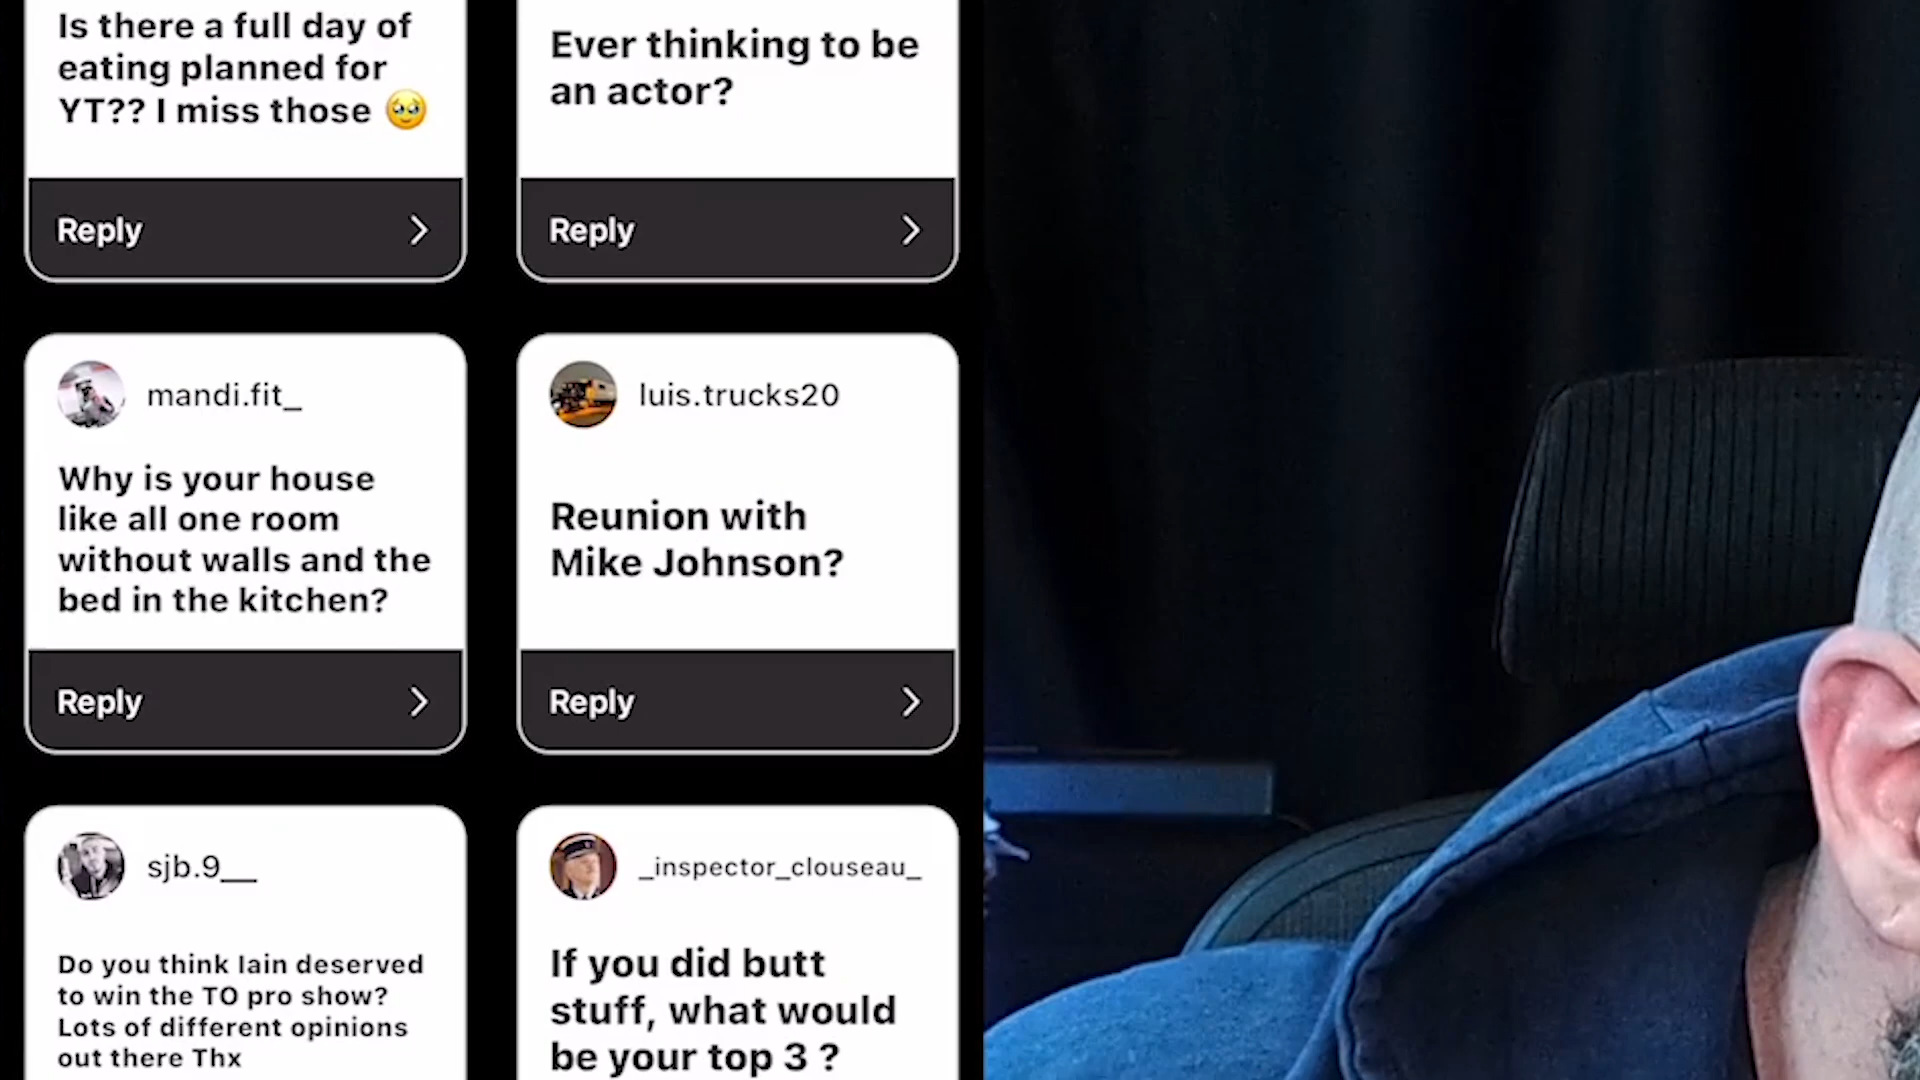 Is there a full day of
eating planned for
YT?? I miss those 🥹
Reply
Ever thinking to be
an actor?
Reply
mandi.fit_
Why is your house
like all one room
without walls and the
bed in the kitchen?
Reply
luis.trucks20
Reunion with
Mike Johnson?
Reply
sjb.9__
Do you think Iain deserved
to win the TO pro show?
Lots of different opinions
out there Thx
_inspector_clouseau_
If you did butt
stuff, what would
be your top 3 ?